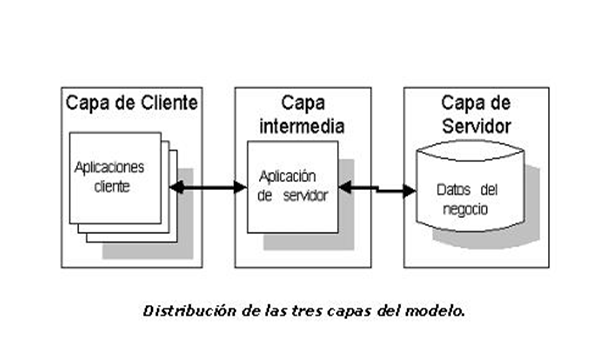 Capa de Cliente
Aplicaciones
cliente
Capa
intermedia
Aplicación
de servidor
Capa de
Servidor
Datos del
negocio
Distribución de las tres capas del modelo.